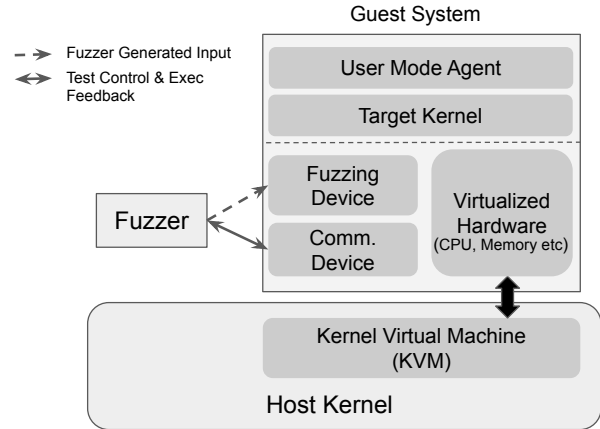 Guest System
Fuzzer Generated Input
Test Control & Exec
Feedback
User Mode Agent
Target Kernel
Fuzzing
Device
Virtualized
Hardware
(CPU, Memory etc)
Fuzzer
Comm.
Device
Kernel Virtual Machine
(KVM)
Host Kernel